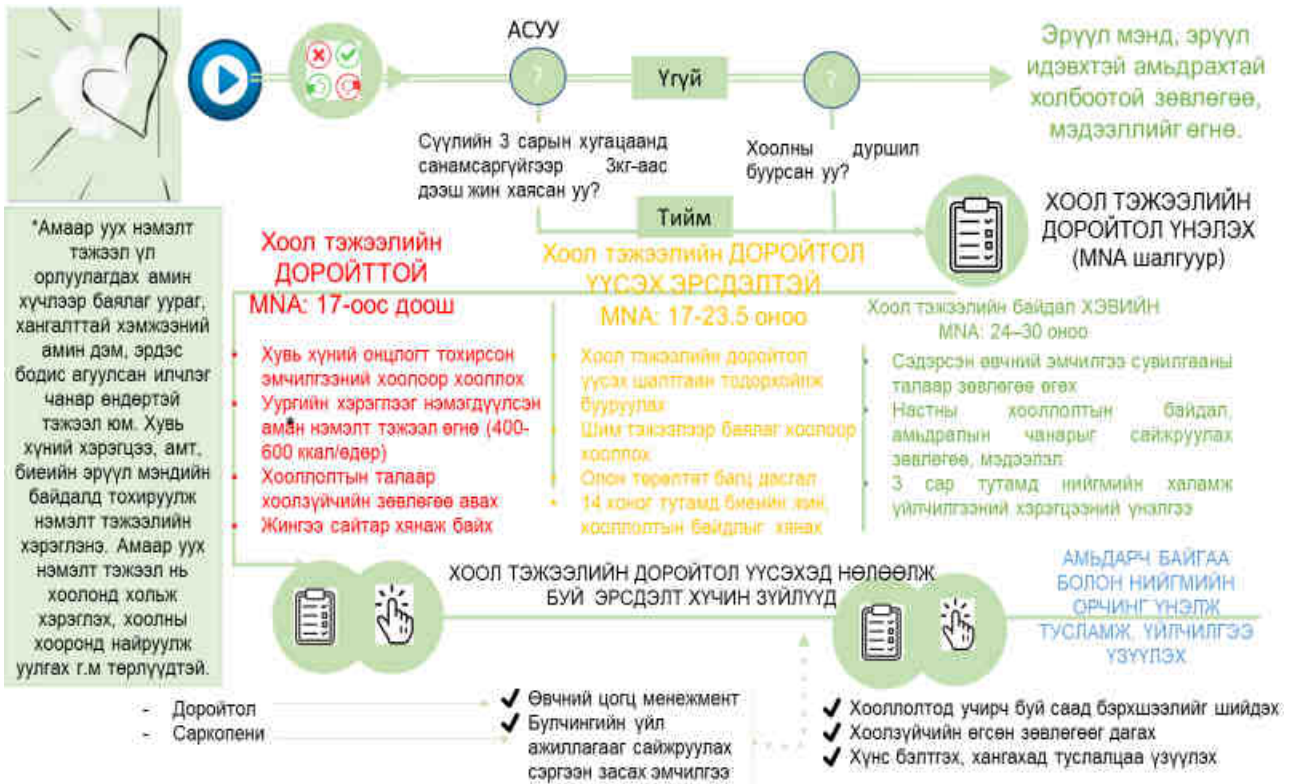 АСУУ
?
Үгүй
?
Эрүүл мэнд, эрүүл
идэвхтэй амьдрахтай
холбоотой зөвлөгөө,
мэдээллийг өгнө.
Сүүлийн 3 сарын хугацаанд
санамсаргүйгээр 3кг-аас
дээш жин хаясан уу?
Хоолны дуршил
буурсан уу?
Тийм
ХООЛ ТЭЖЭЭЛИЙН
ДОРОЙТОЛ ҮНЭЛЭХ
(MNA шалгуур)
*Амаар уух нэмэлт
тэжээл үл
орлуулагдах амин
хүчлээр баялаг уураг,
хангалттай хэмжээний
амин дэм, эрдэс
бодис агуулсан илчлэг
чанар өндөртэй
тэжээл юм. Хувь
хүний хэрэгцээ, амт,
биеийн эрүүл мэндийн
байдалд тохируулж
нэмэлт тэжээлийн
хэрэглэнэ. Амаар уух
нэмэлт тэжээл нь
хоолонд хольж
хэрэглэх, хоолны
хооронд найруулж
уулгах г.м төрлүүдтэй.
Хоол тэжээлийн
ДОРОЙТТОЙ
MNA: 17-оос доош
• Хувь хүний онцлогт тохирсон
эмчилгээний хоолоор хооллох
• Уургийн хэрэглээг нэмэгдүүлсэн
аман* нэмэлт тэжээл өгнө (400-
600 ккал/өдөр)
• Хооллолтын талаар
хоолзүйчийн зөвлөгөө авах
• Жингээ сайтар хянаж байх
Хоол тэжээлийн ДОРОЙТОЛ
ҮҮСЭХ ЭРСДЭЛТЭЙ
MNA: 17-23.5 оноо
• Хоол тэжээлийн доройтол
үүсэх шалтгаан тодорхойлж
бууруулах
• Шим тэжээлээр баялаг хоолоор
хооллох
• Олон төрөлтөт багц дасгал
• 14 хоног тутамд биеийн жин,
хооллолтын байдлыг хянах
Хоол тэжээлийн байдал ХЭВИЙН
MNA: 24–30 оноо
• Сэдэрсэн өвчний эмчилгээ сувилгааны
талаар зөвлөгөө өгөх
• Настны хооллолтын байдал,
амьдралын чанарыг сайжруулах
зөвлөгөө, мэдээлэл
• 3 сар тутамд нийгмийн халамж
үйлчилгээний хэрэгцээний үнэлгээ
ХООЛ ТЭЖЭЭЛИЙН ДОРОЙТОЛ ҮҮСЭХЭД НӨЛӨӨЛЖ
БУЙ ЭРСДЭЛТ ХҮЧИН ЗҮЙЛҮҮД
АМЬДАРЧ БАЙГАА
БОЛОН НИЙГМИЙН
ОРЧИНГ ҮНЭЛЖ
ТУСЛАМЖ, ҮЙЛЧИЛГЭЭ
ҮЗҮҮЛЭХ
- Доройтол
- Саркопени
✔ Өвчний цогц менежмент
✔ Булчингийн үйл
ажиллагааг сайжруулах
сэргээн засах эмчилгээ
✔ Хооллолтод учирч буй саад бэрхшээлийг шийдэх
✔ Хоолзүйчийн өгсөн зөвлөгөөг дагах
✔ Хүнс бэлтгэх, хангахад туслалцаа үзүүлэх